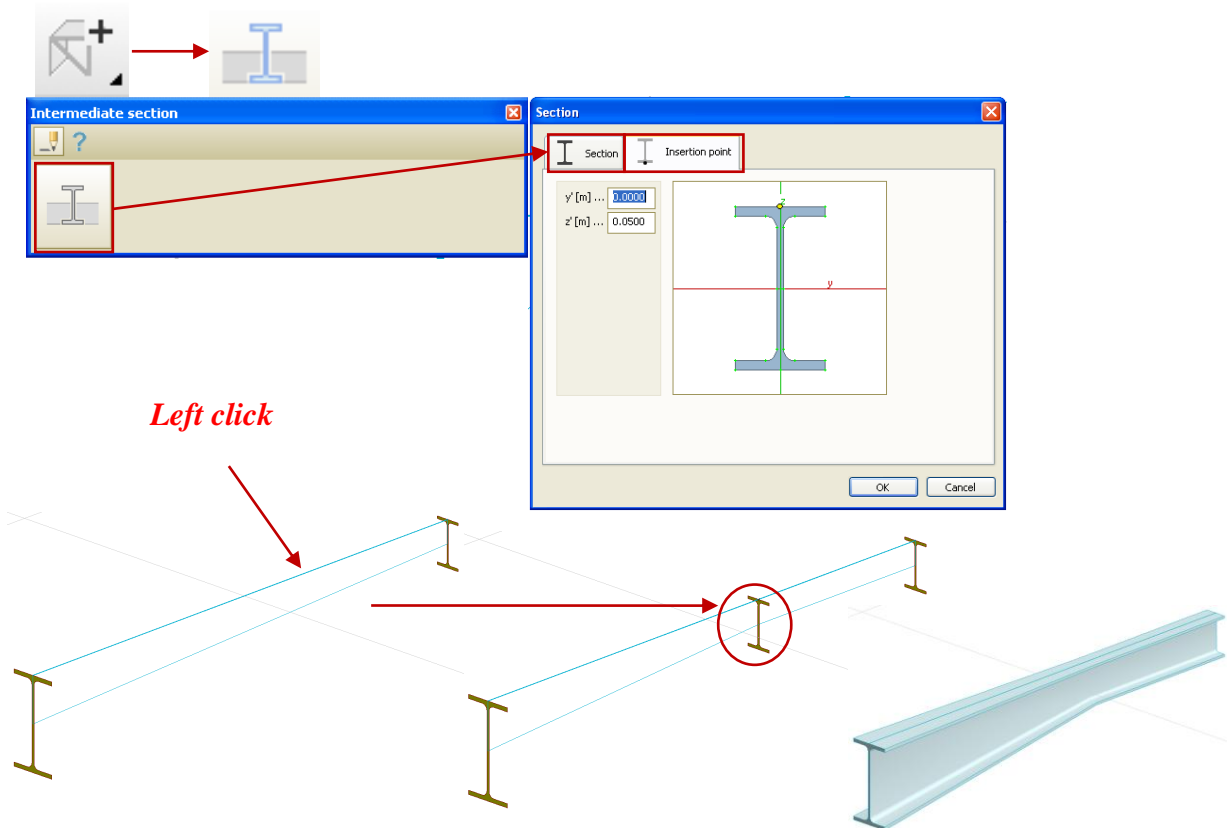 Intermediate section
?
Section
Section
Insertion point
y' [m] ... 0.0000
z' [m] ... 0.0500
z
y
OK
Cancel
Left click